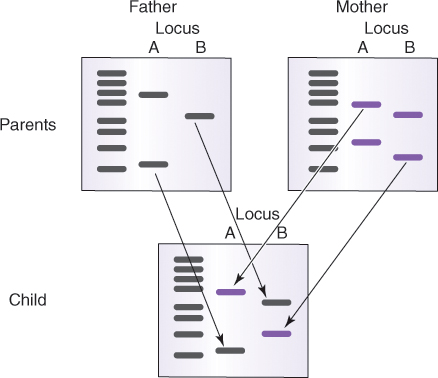 Father
Mother
Locus
Locus
A B
A B
Parents
Locus
A B
Child